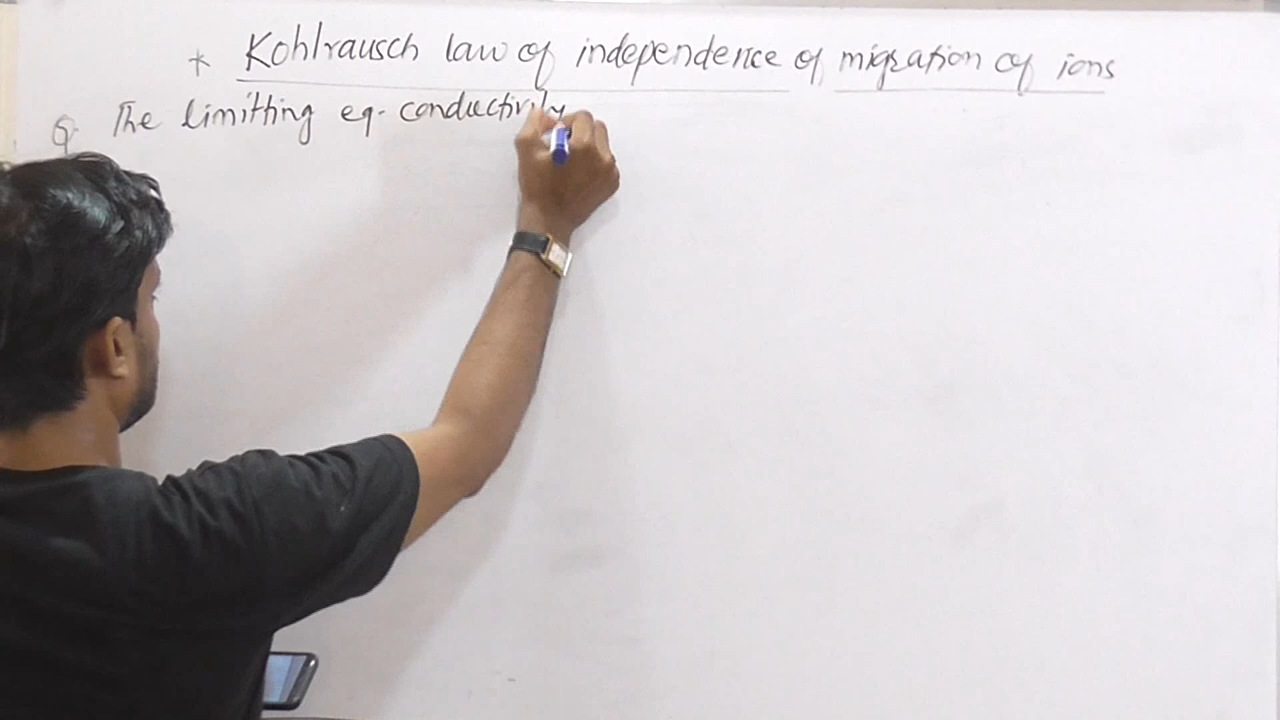 * Kohlrausch law of independence of migration of ions
Q. The limitting eq. conductivity